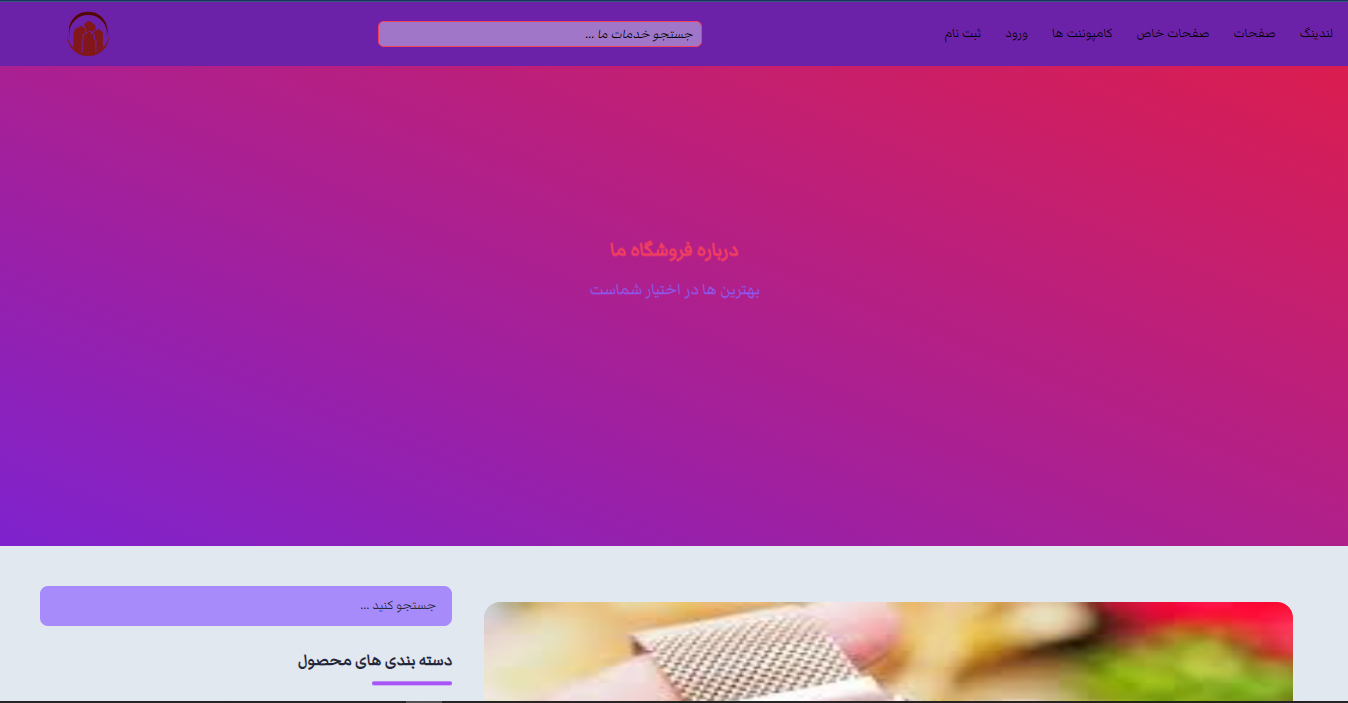 لندینگ
صفحات
صفحات خاص
کامپوننت ها
ورود
ثبت نام
جستجو خدمات ما ...
درباره فروشگاه ما
بهترین ها در اختیار شماست
جستجو کنید ...
دسته بندی های محصول